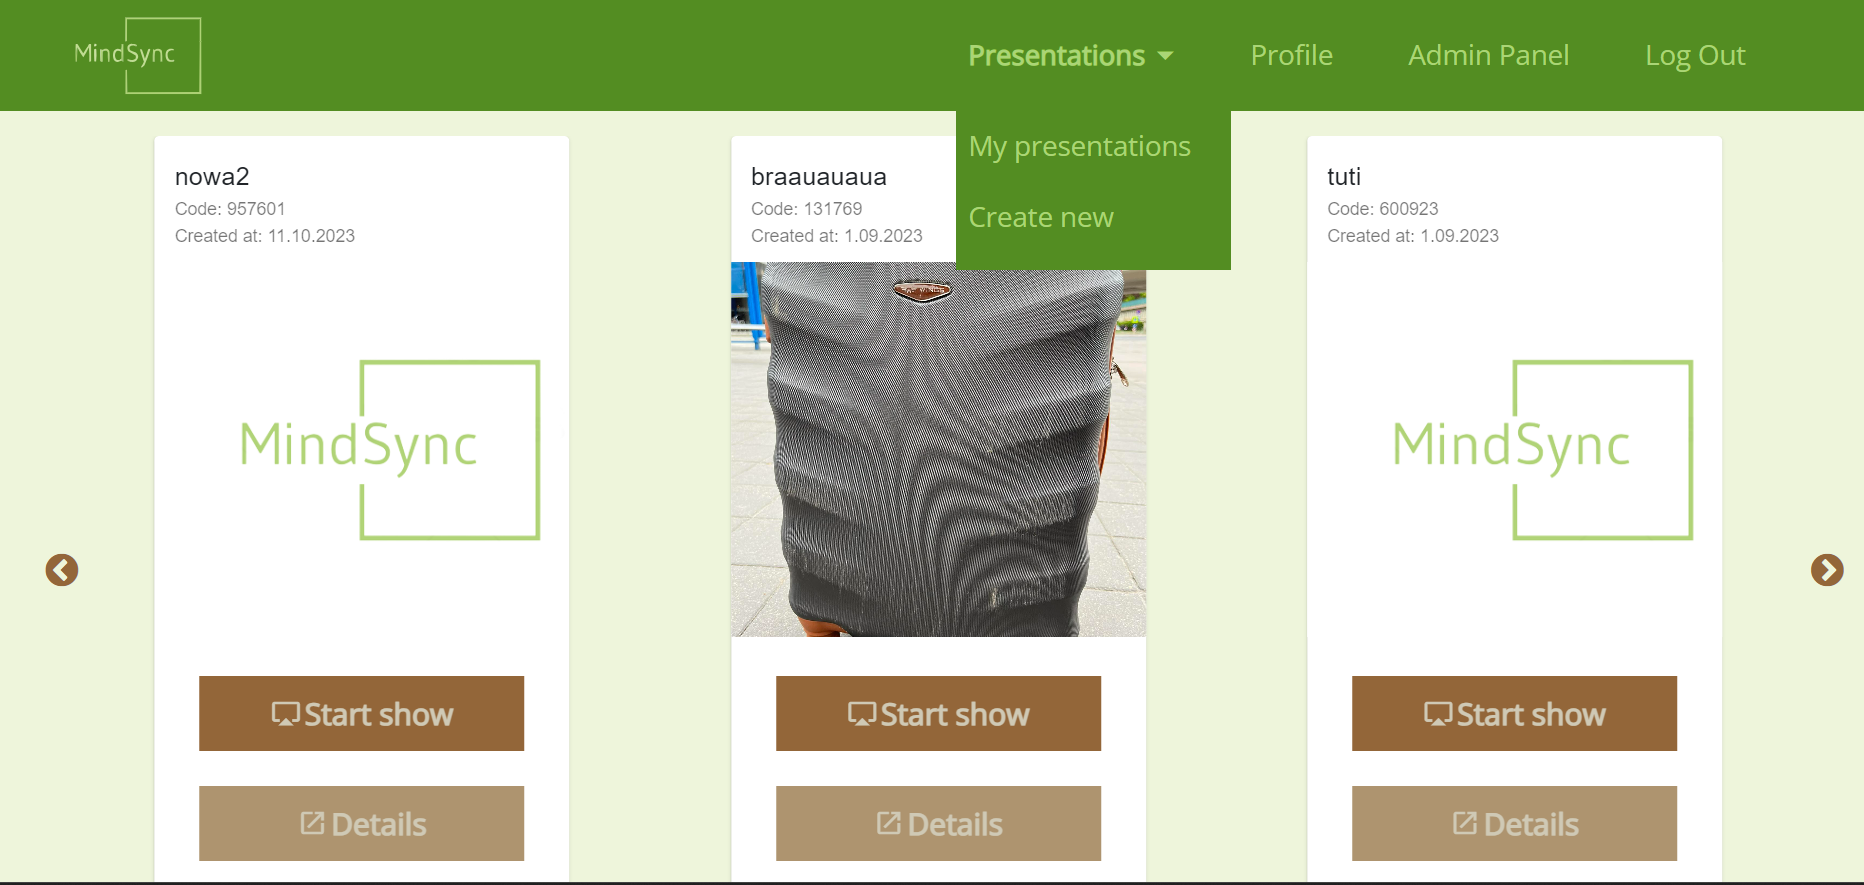 MindSync
Presentations
Profile
Admin Panel
Log Out
My presentations
Create new
nowa2
Code: 957601
Created at: 11.10.2023
MindSync
Start show
Details
braauauaua
Code: 131769
Created at: 1.09.2023
Start show
Details
tuti
Code: 600923
Created at: 1.09.2023
MindSync
Start show
Details